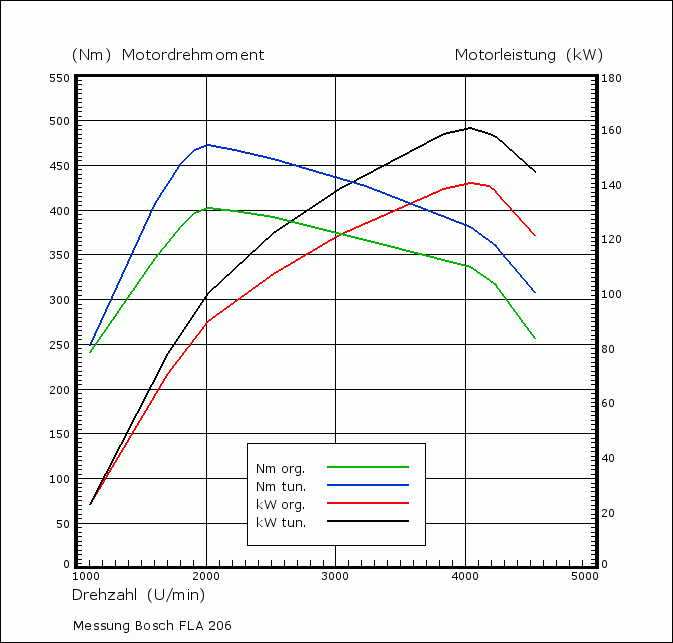 (Nm) Motordrehmoment
Motorleistung (kW)
550
500
450
400
350
300
250
200
150
100
50
0
180
160
140
120
100
80
60
40
20
0
Nm org.
Nm tun.
kW org.
kW tun.
1000 2000 3000 4000 5000
Drehzahl (U/min)
Messung Bosch FLA 206